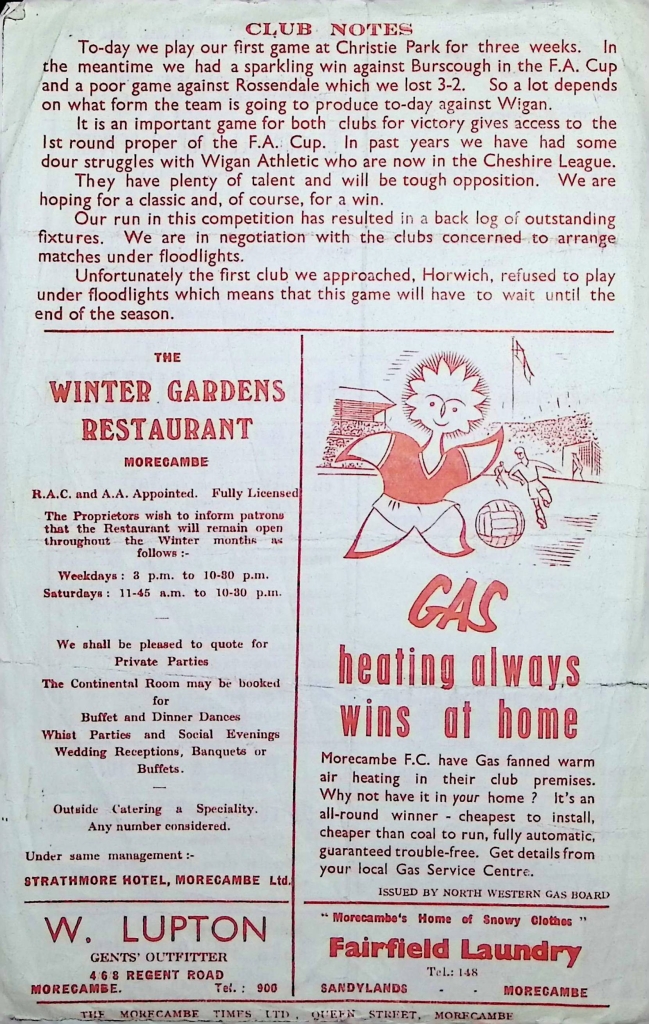 CLUB NOTES
To-day we play our first game at Christie Park for three weeks. In
the meantime we had a sparkling win against Burscough in the F.A. Cup
and a poor game against Rossendale which we lost 3-2. So a lot depends
on what form the team is going to produce to-day against Wigan.
It is an important game for both clubs for victory gives access to the
1st round proper of the F.A. Cup. In past years we have had some
dour struggles with Wigan Athletic who are now in the Cheshire League.
They have plenty of talent and will be tough opposition. We are
hoping for a classic and, of course, for a win.
Our run in this competition has resulted in a back log of outstanding
fixtures. We are in negotiation with the clubs concerned to arrange
matches under floodlights.
Unfortunately the first club we approached, Horwich, refused to play
under floodlights which means that this game will have to wait until the
end of the season.
THE
WINTER GARDENS
RESTAURANT
MORECAMBE
R.A.C. and A.A. Appointed. Fully Licensed
The Proprietors wish to inform patrons
that the Restaurant will remain open
throughout the Winter months as
follows :-
Weekdays : 3 p.m. to 10-30 p.m.
Saturdays : 11-45 a.m. to 10-30 p.m.
We shall be pleased to quote for
Private Parties
The Continental Room may be booked
for
Buffet and Dinner Dances
Whist Parties and Social Evenings
Wedding Receptions, Banquets or
Buffets.
Outside Catering a Speciality.
Any number considered.
Under same management :-
STRATHMORE HOTEL, MORECAMBE Ltd.
GAS
heating always
wins at home
Morecambe F.C. have Gas fanned warm
air heating in their club premises.
Why not have it in your home ? It's an
all-round winner - cheapest to install,
cheaper than coal to run, fully automatic,
guaranteed trouble-free. Get details from
your local Gas Service Centre.
ISSUED BY NORTH WESTERN GAS BOARD
W. LUPTON
GENTS' OUTFITTER
4 6 8 REGENT ROAD
MORECAMBE. Tel. : 900
" Morecambe's Home of Snowy Clothes "
Fairfield Laundry
Tel.: 148
SANDYLANDS - - MORECAMBE
THE MORECAMBE TIMES LTD., QUEEN STREET, MORECAMBE